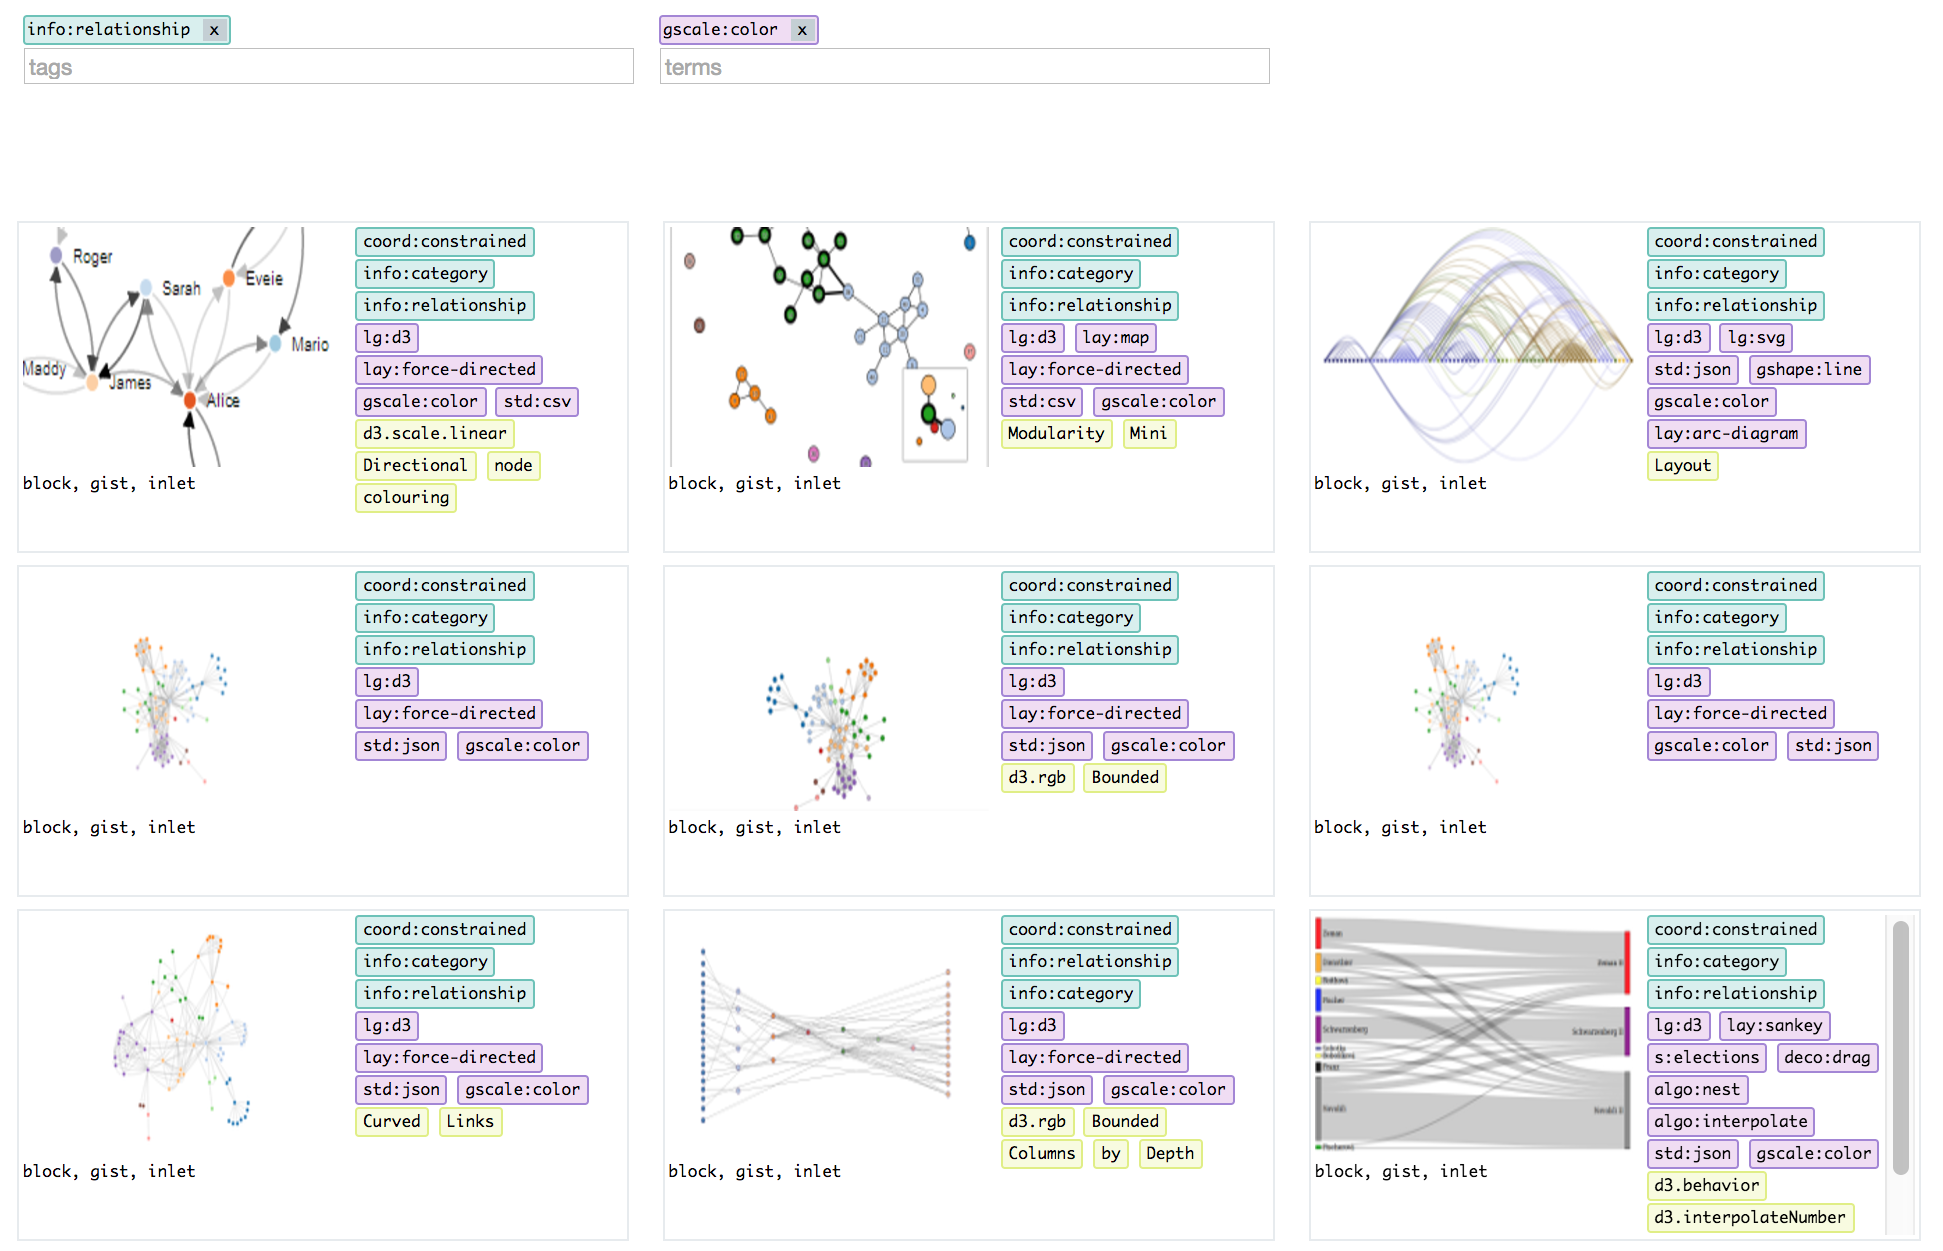 info:relationship x
gscale:color x
tags
terms
Roger
Sarah
Eveie
Mario
Maddy
James
Alice
coord:constrained
info:category
info:relationship
lg:d3
lay:force-directed
gscale:color std:csv
d3.scale.linear
Directional node
colouring
block, gist, inlet
coord:constrained
info:category
info:relationship
lg:d3 lay:map
lay:force-directed
std:csv gscale:color
Modularity Mini
block, gist, inlet
coord:constrained
info:category
info:relationship
lg:d3 lg:svg
std:json gshape:line
gscale:color
lay:arc-diagram
Layout
block, gist, inlet
coord:constrained
info:category
info:relationship
lg:d3
lay:force-directed
std:json gscale:color
block, gist, inlet
coord:constrained
info:category
info:relationship
lg:d3
lay:force-directed
std:json gscale:color
d3.rgb Bounded
block, gist, inlet
coord:constrained
info:category
info:relationship
lg:d3
lay:force-directed
gscale:color std:json
block, gist, inlet
coord:constrained
info:category
info:relationship
lg:d3
lay:force-directed
std:json gscale:color
Curved Links
block, gist, inlet
coord:constrained
info:relationship
info:category
lg:d3
lay:force-directed
std:json gscale:color
d3.rgb Bounded
Columns by Depth
block, gist, inlet
Zeman
Fischer
Schwarzenberg
coord:constrained
info:category
info:relationship
lg:d3 lay:sankey
s:elections deco:drag
algo:nest
algo:interpolate
std:json gscale:color
d3.behavior
d3.interpolateNumber
block, gist, inlet